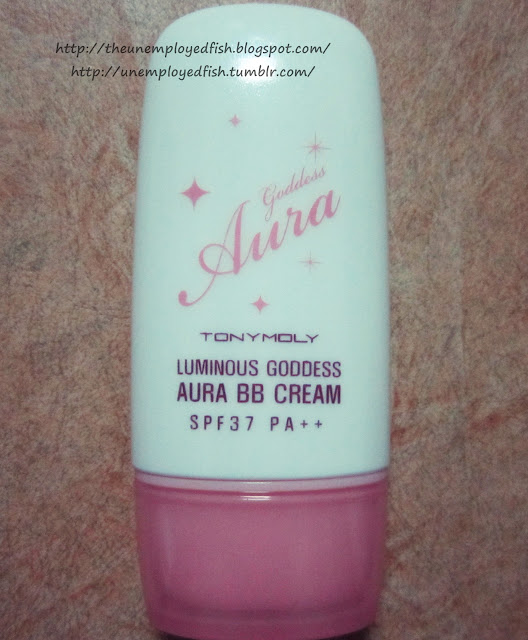 http://theunemployedfish.blogspot.com/
http://unemployedfish.tumblr.com/
Goddess
Aura
TONYMOLY
LUMINOUS GODDESS
AURA BB CREAM
SPF37 PA++